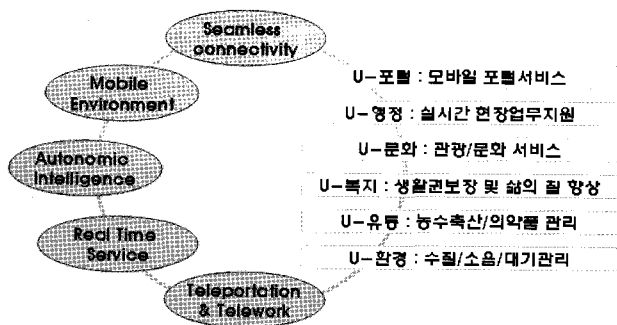 Seamless
connectivity
Mobile
Environment
Autonomic
Intelligence
Real Time
Service
Teleportation
& Telework
U-포털 : 모바일 포털서비스
U-행정 : 실시간 현장업무지원
U-문화 : 관광/문화 서비스
U-복지 : 생활권보장 및 삶의 질 향상
U-유통 : 농수축산/의약품 관리
U-환경 : 수질/소음/대기관리